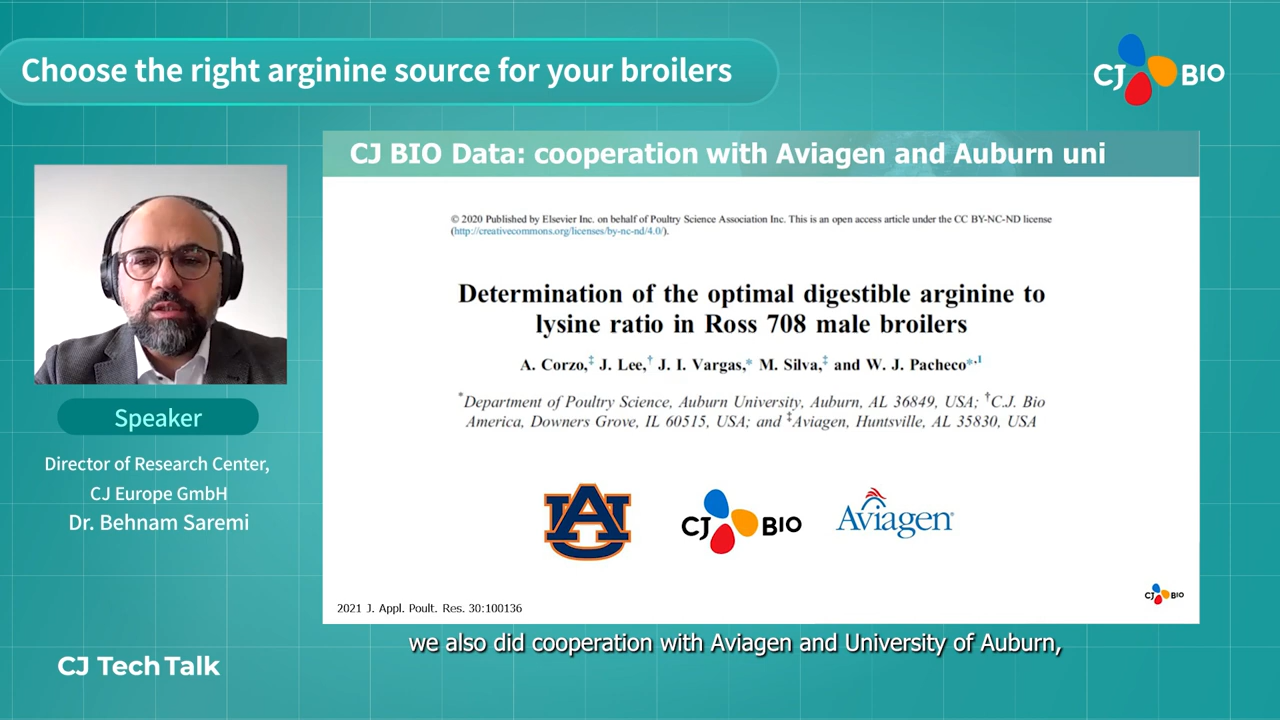 Choose the right arginine source for your broilers
CJ BIO
CJ BIO Data: cooperation with Aviagen and Auburn uni
© 2020 Published by Elsevier Inc. on behalf of Poultry Science Association Inc. This is an open access article under the CC BY-NC-ND license
(http://creativecommons.org/licenses/by-nc-nd/4.0/).
Determination of the optimal digestible arginine to
lysine ratio in Ross 708 male broilers
A. Corzo,‡ J. Lee,† J. I. Vargas,* M. Silva,‡ and W. J. Pacheco*,1
*Department of Poultry Science, Auburn University, Auburn, AL 36849, USA; †C.J. Bio
America, Downers Grove, IL 60515, USA; and ‡Aviagen, Huntsville, AL 35830, USA
AU
CJ BIO
Aviagen®
CJ BIO
2021 J. Appl. Poult. Res. 30:100136
Speaker
Director of Research Center,
CJ Europe GmbH
Dr. Behnam Saremi
we also did cooperation with Aviagen and University of Auburn,
CJ Tech Talk